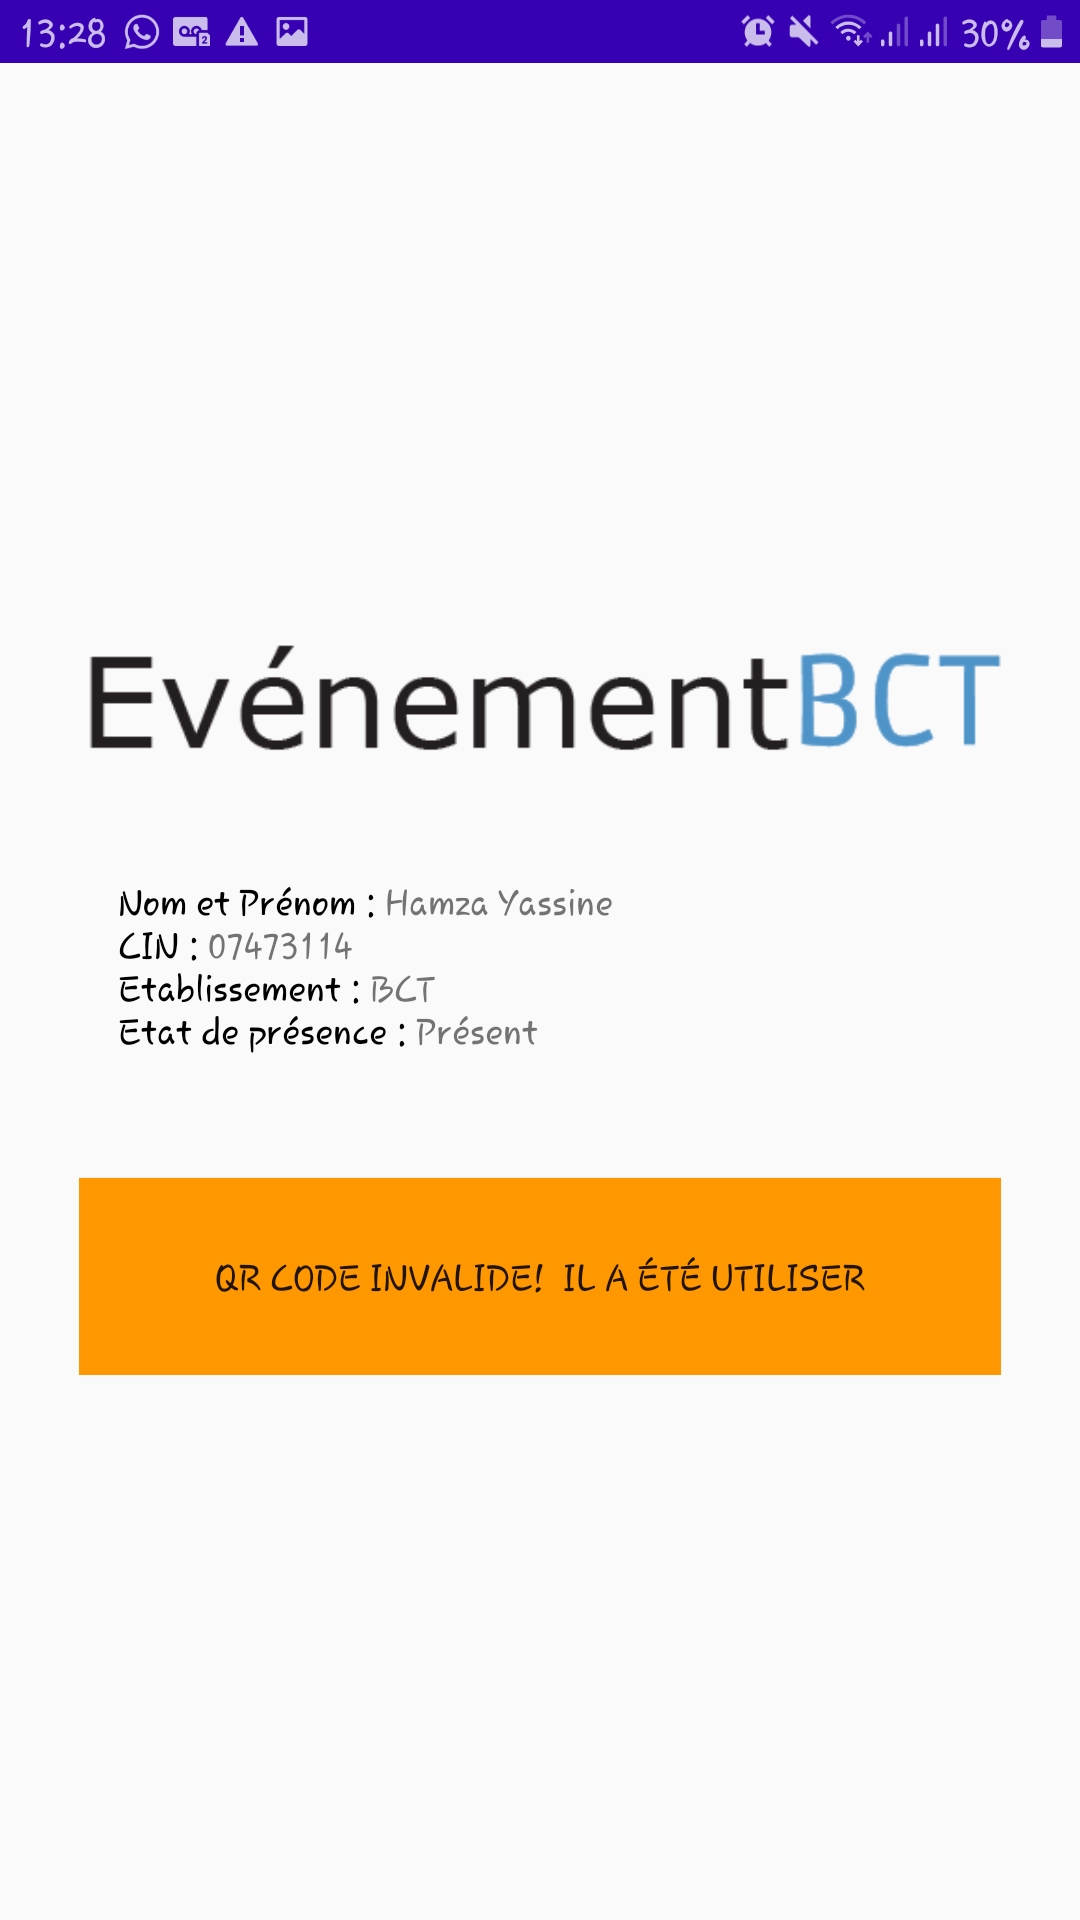 13:28 30%
EvénementBCT
Nom et Prénom : Hamza Yassine
CIN : 07473114
Etablissement : BCT
Etat de présence : Présent
QR CODE INVALIDE! IL A ÉTÉ UTILISER